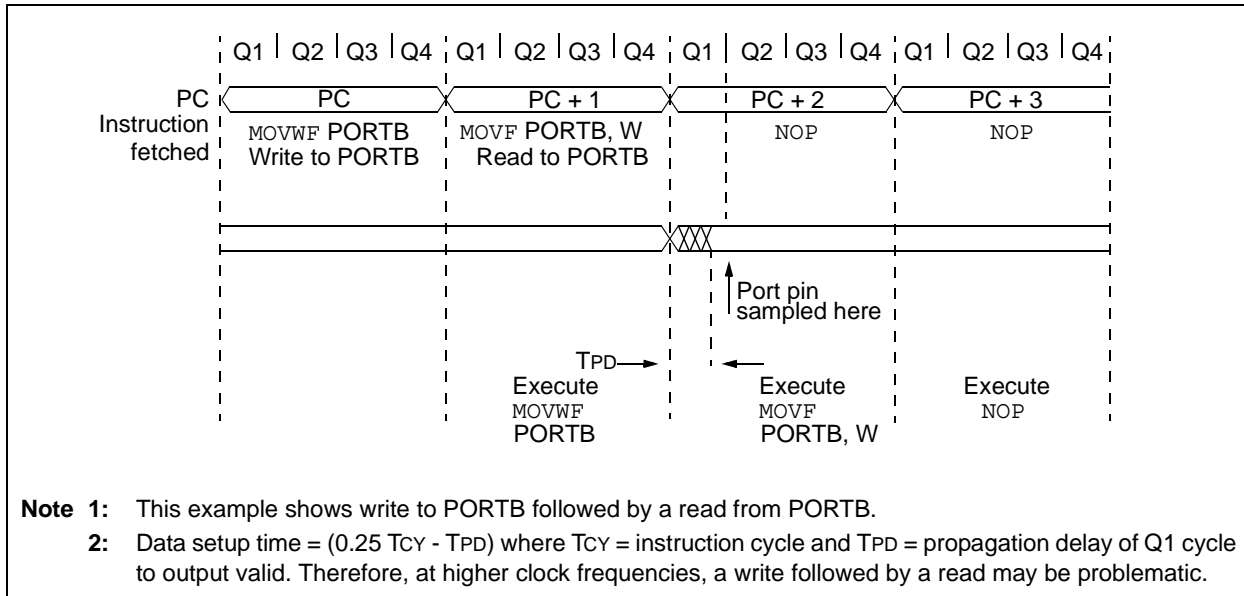 Q1 Q2 Q3 Q4 Q1 Q2 Q3 Q4 Q1 Q2 Q3 Q4 Q1 Q2 Q3 Q4
PC PC PC + 1 PC + 2 PC + 3
Instruction
fetched
MOVWF PORTB MOVF PORTB, W NOP NOP
Write to PORTB Read to PORTB
Port pin
sampled here
TPD
Execute Execute Execute
MOVWF MOVF NOP
PORTB PORTB, W
Note 1: This example shows write to PORTB followed by a read from PORTB.
2: Data setup time = (0.25 TCY - TPD) where TCY = instruction cycle and TPD = propagation delay of Q1 cycle
to output valid. Therefore, at higher clock frequencies, a write followed by a read may be problematic.